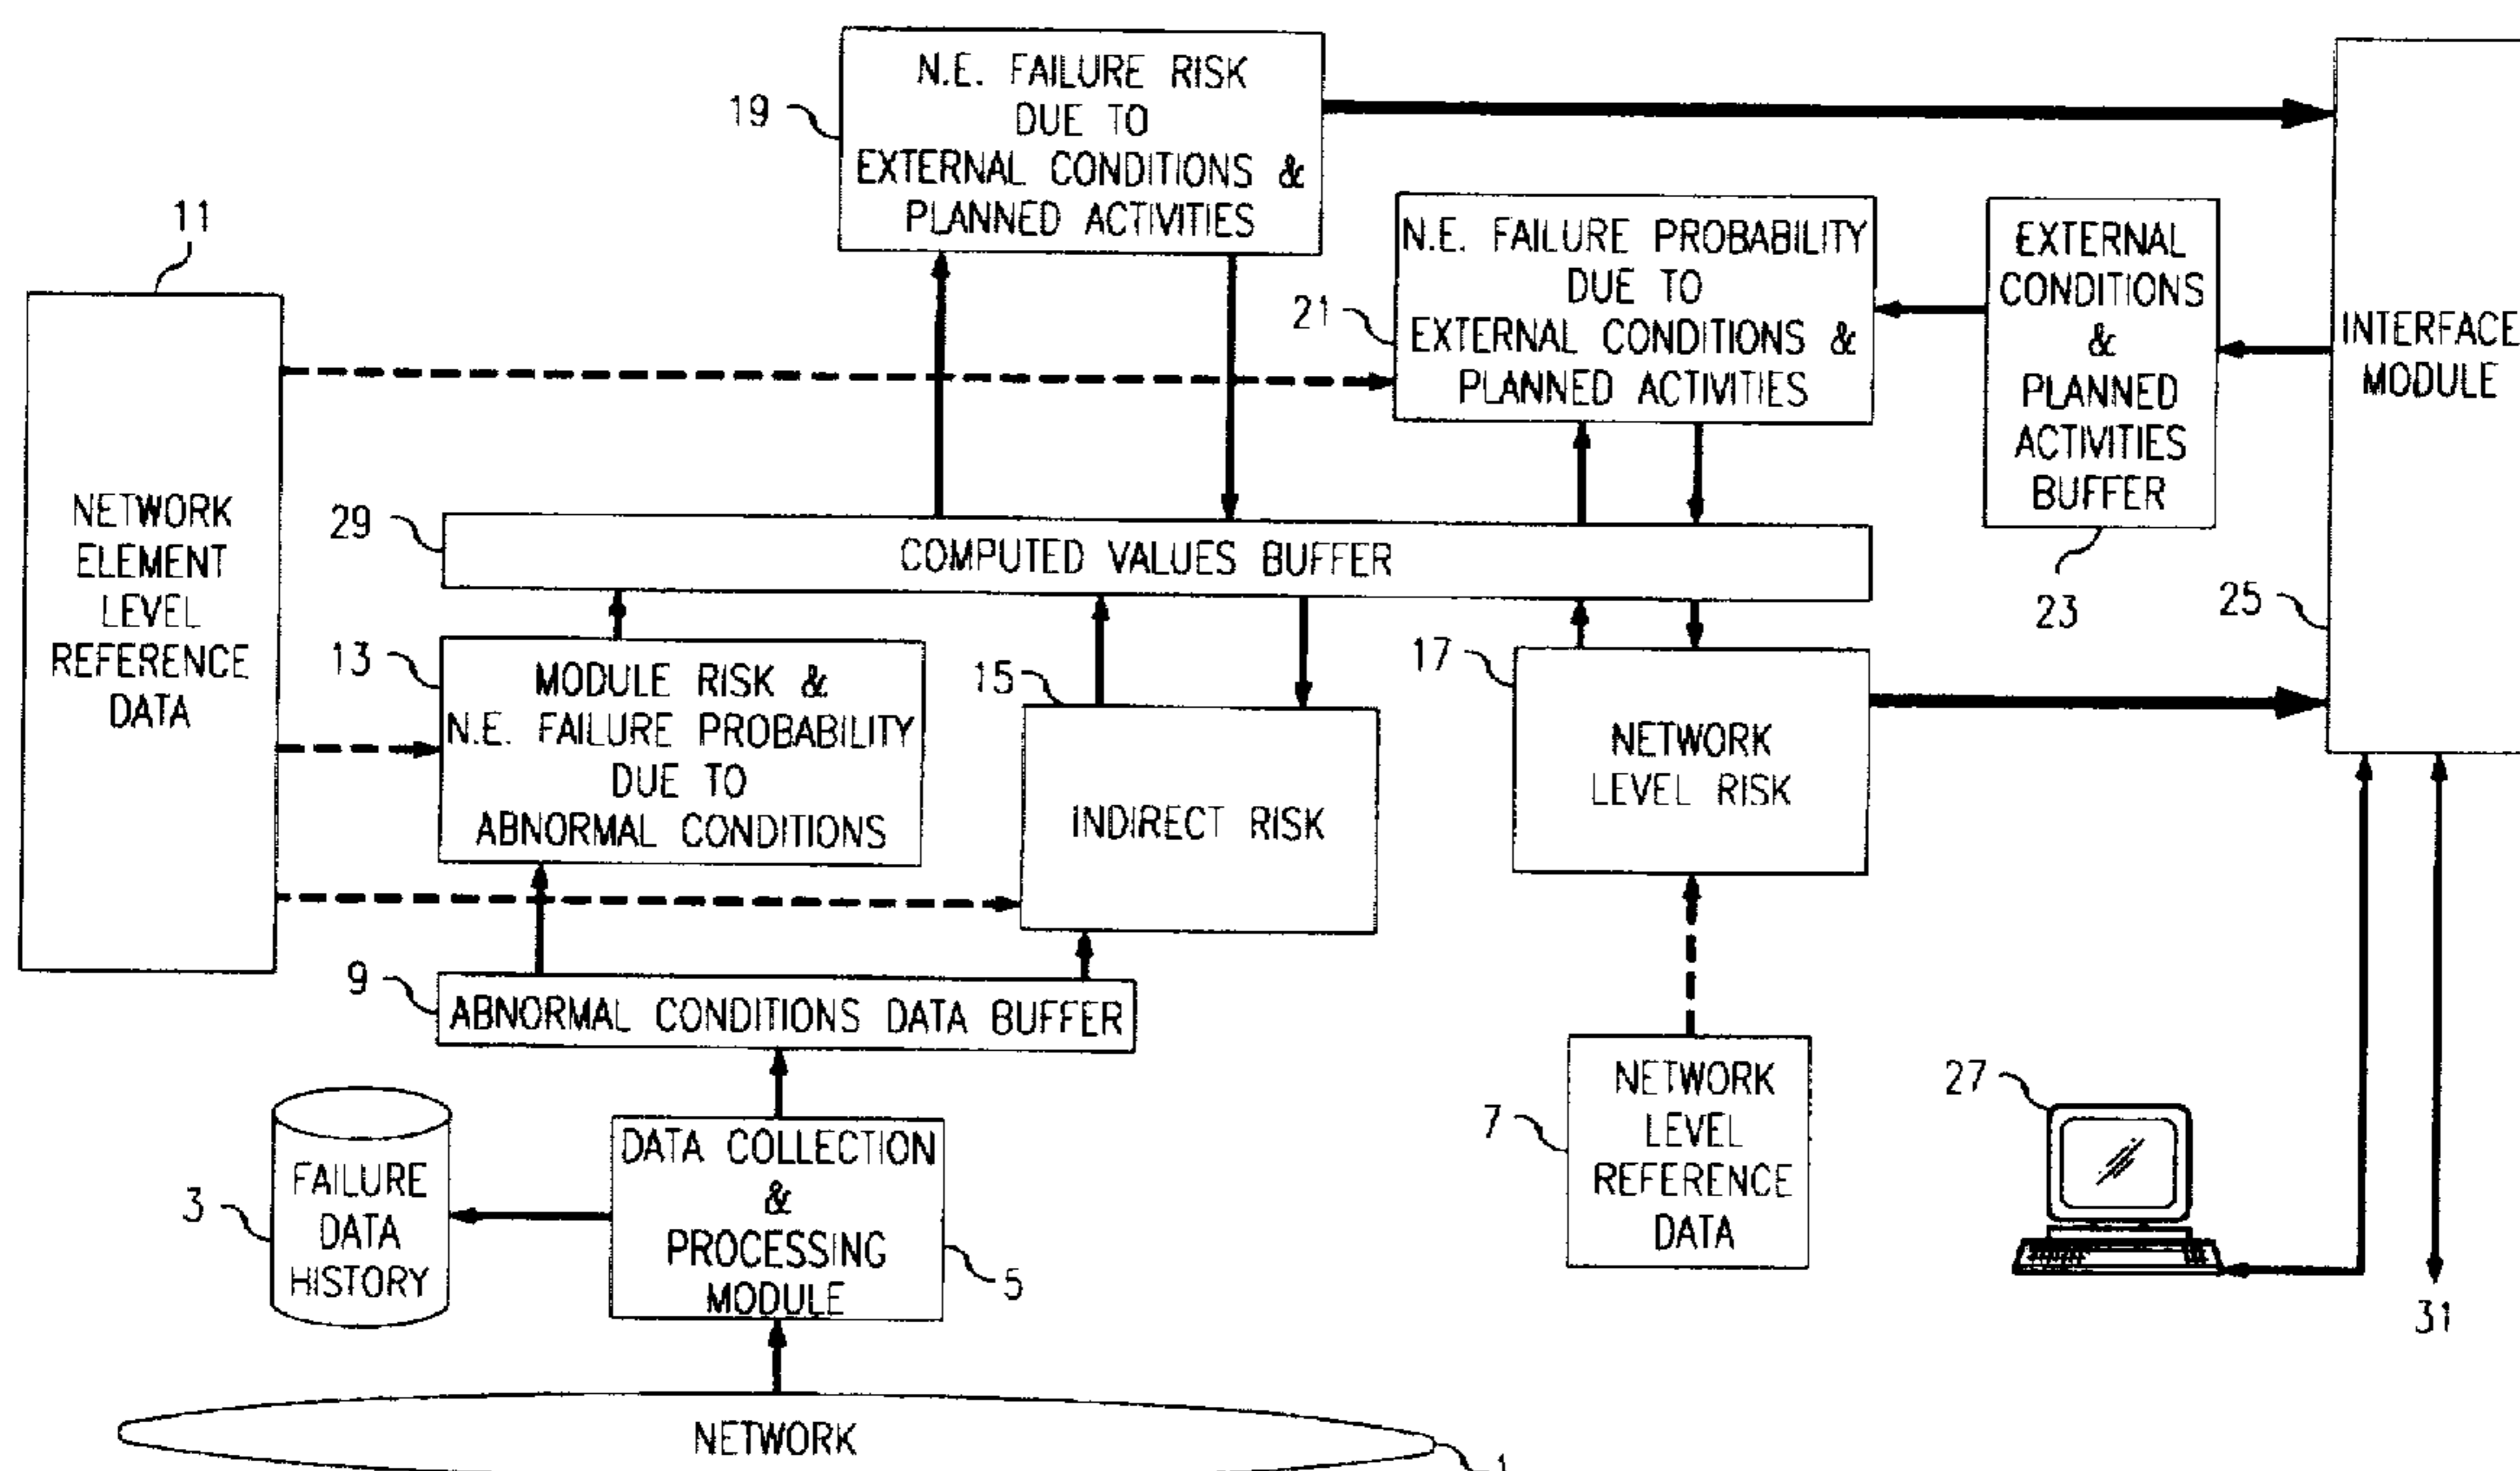 N.E. FAILURE RISK
DUE TO
EXTERNAL CONDITIONS &
PLANNED ACTIVITIES
19
11
NETWORK
ELEMENT
LEVEL
REFERENCE
DATA
N.E. FAILURE PROBABILITY
DUE TO
EXTERNAL CONDITIONS &
PLANNED ACTIVITIES
21
EXTERNAL
CONDITIONS
&
PLANNED
ACTIVITIES
BUFFER
23
INTERFACE
MODULE
25
29
COMPUTED VALUES BUFFER
13
MODULE RISK &
N.E. FAILURE PROBABILITY
DUE TO
ABNORMAL CONDITIONS
15
INDIRECT RISK
17
NETWORK
LEVEL RISK
9
ABNORMAL CONDITIONS DATA BUFFER
3
FAILURE
DATA
HISTORY
DATA COLLECTION
&
PROCESSING
MODULE
5
7
NETWORK
LEVEL
REFERENCE
DATA
27
31
NETWORK
1